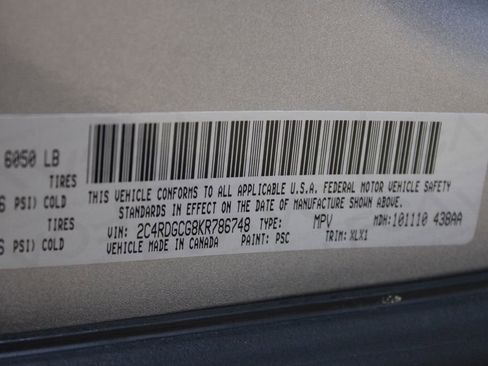 6050 LB
TIRES
PSI) COLD
TIRES
PSI) COLD
THIS VEHICLE CONFORMS TO ALL APPLICABLE U.S.A. FEDERAL MOTOR VEHICLE SAFETY
STANDARDS IN EFFECT ON THE DATE OF MANUFACTURE SHOWN ABOVE.
VIN: 2C4RDGCG8KR786748 TYPE: MPV MDH:101110 438AA
VEHICLE MADE IN CANADA PAINT: PSC TRIM: XLX1